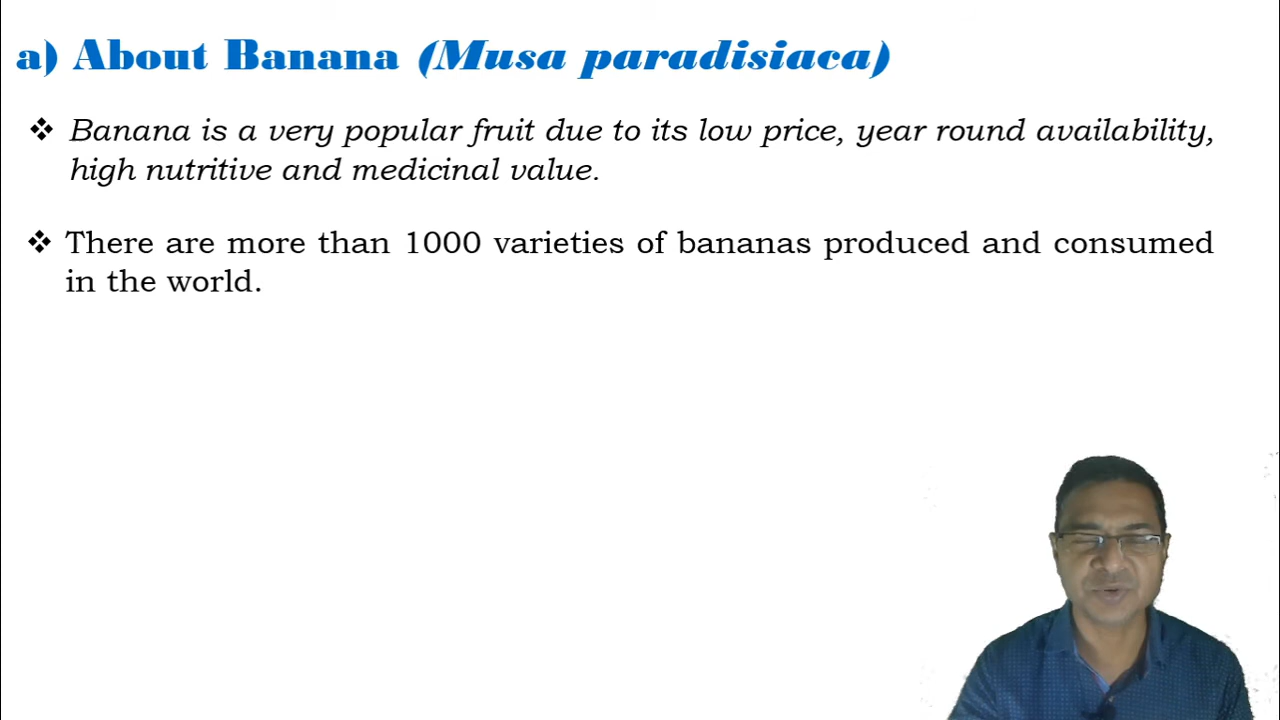 a) About Banana (Musa paradisiaca)
❖ Banana is a very popular fruit due to its low price, year round availability,
high nutritive and medicinal value.
❖ There are more than 1000 varieties of bananas produced and consumed
in the world.